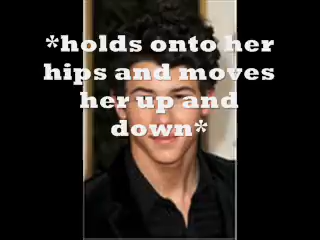 *holds onto her
hips and moves
her up and
down*